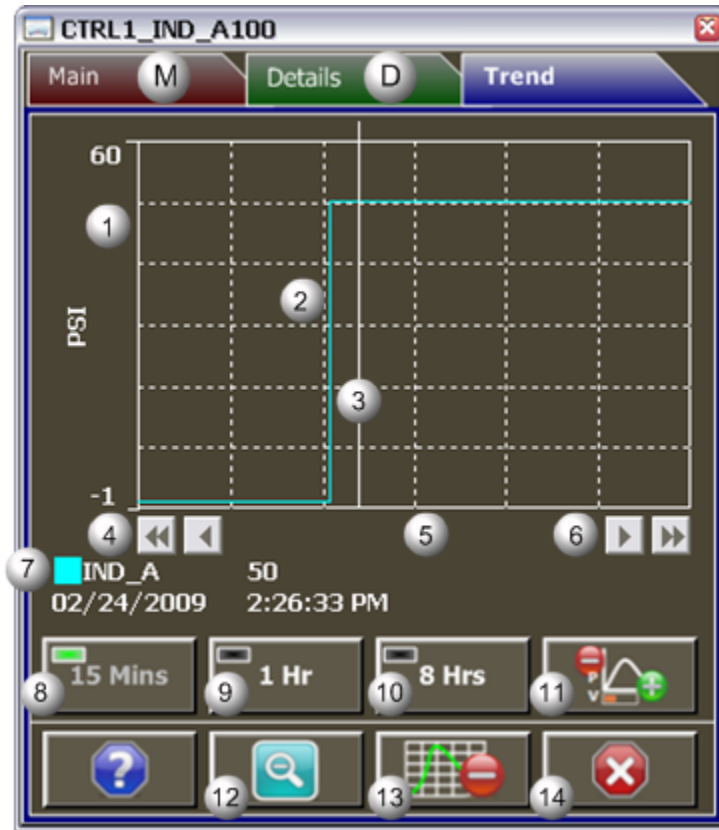 CTRL1_IND_A100
Main M Details D Trend
60
1
2
PSI
3
-1
4 5 6
7 IND_A 50
02/24/2009 2:26:33 PM
15 Mins 1 Hr 8 Hrs P V
8 9 10 11
?
12 13 14